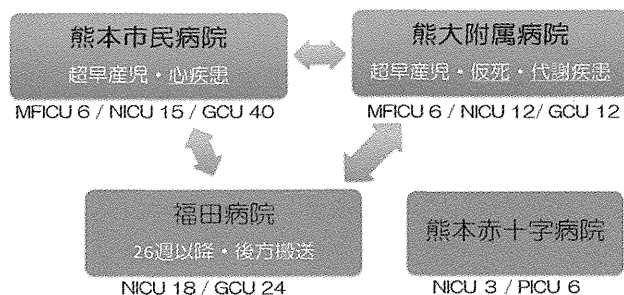 熊本市民病院
超早産児・心疾患
MFICU 6 / NICU 15 / GCU 40
熊大附属病院
超早産児・仮死・代謝疾患
MFICU 6 / NICU 12/ GCU 12
福田病院
26週以降・後方搬送
NICU 18 / GCU 24
熊本赤十字病院
NICU 3 / PICU 6